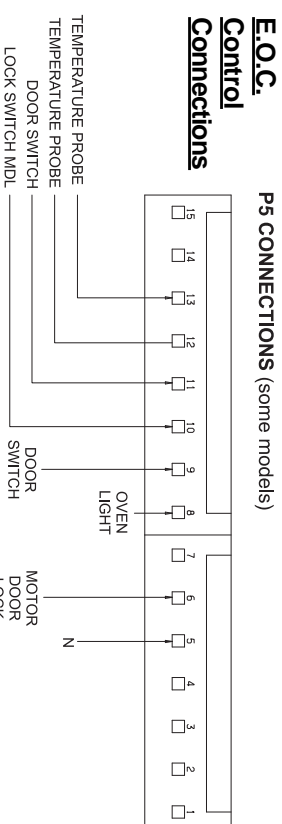 E.O.C.
Control
Connections
P5 CONNECTIONS (some models)
15 14 13 12 11 10 9 8 7 6 5 4 3 2 1
TEMPERATURE PROBE
TEMPERATURE PROBE
DOOR SWITCH
LOCK SWITCH MDL
DOOR
SWITCH
OVEN
LIGHT
MOTOR
DOOR
LOCK
N